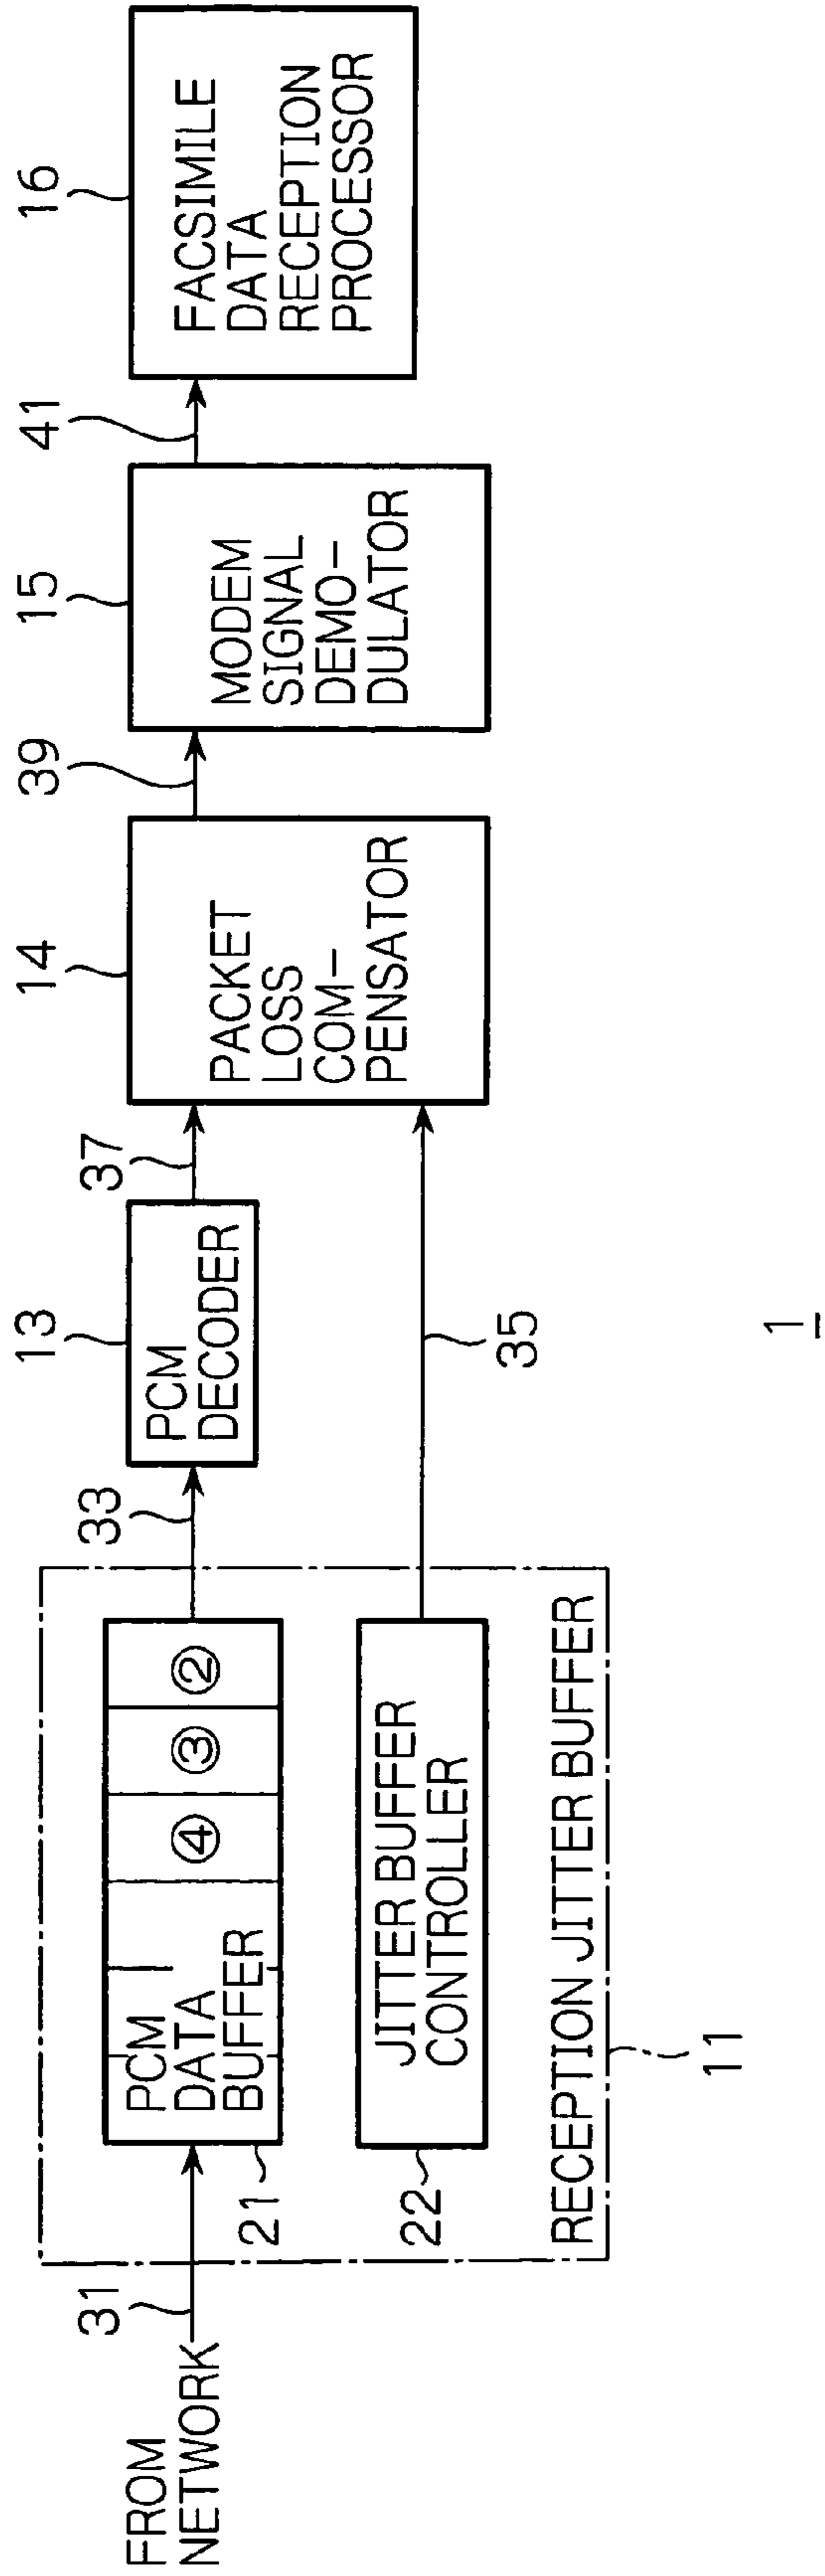 FROM
NETWORK
31
PCM
DATA
BUFFER
④
③
②
21
JITTER BUFFER
CONTROLLER
22
RECEPTION JITTER BUFFER
11
33
13
PCM
DECODER
37
35
14
PACKET
LOSS
COM-
PENSATOR
39
15
MODEM
SIGNAL
DEMO-
DULATOR
41
16
FACSIMILE
DATA
RECEPTION
PROCESSOR
1